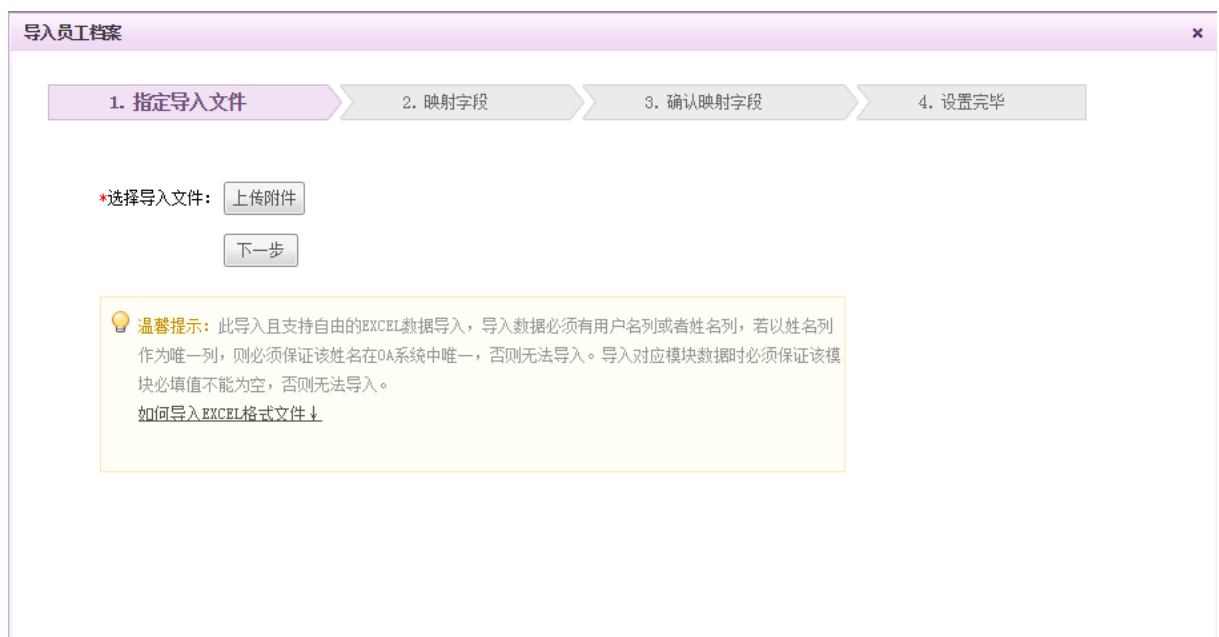 导入员工档案 ×
1. 指定导入文件 2. 映射字段 3. 确认映射字段 4. 设置完毕
*选择导入文件： 上传附件
下一步
温馨提示：此导入且支持自由的EXCEL数据导入，导入数据必须有用户名列或者姓名列，若以姓名列
作为唯一列，则必须保证该姓名在OA系统中唯一，否则无法导入。导入对应模块数据时必须保证该模
块必填值不能为空，否则无法导入。
如何导入EXCEL格式文件↓